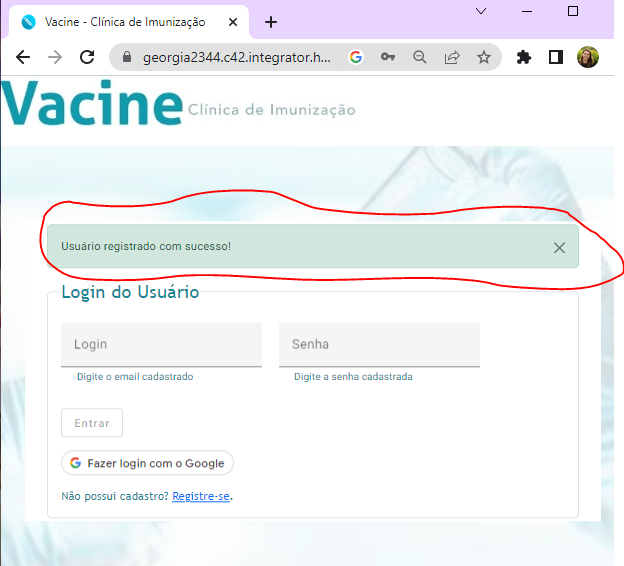 Vacine - Clínica de Imunização
georgia2344.c42.integrator.h...
Vacine Clínica de Imunização
Usuário registrado com sucesso!
Login do Usuário
Login
Senha
Digite o email cadastrado
Digite a senha cadastrada
Entrar
Fazer login com o Google
Não possui cadastro? Registre-se.